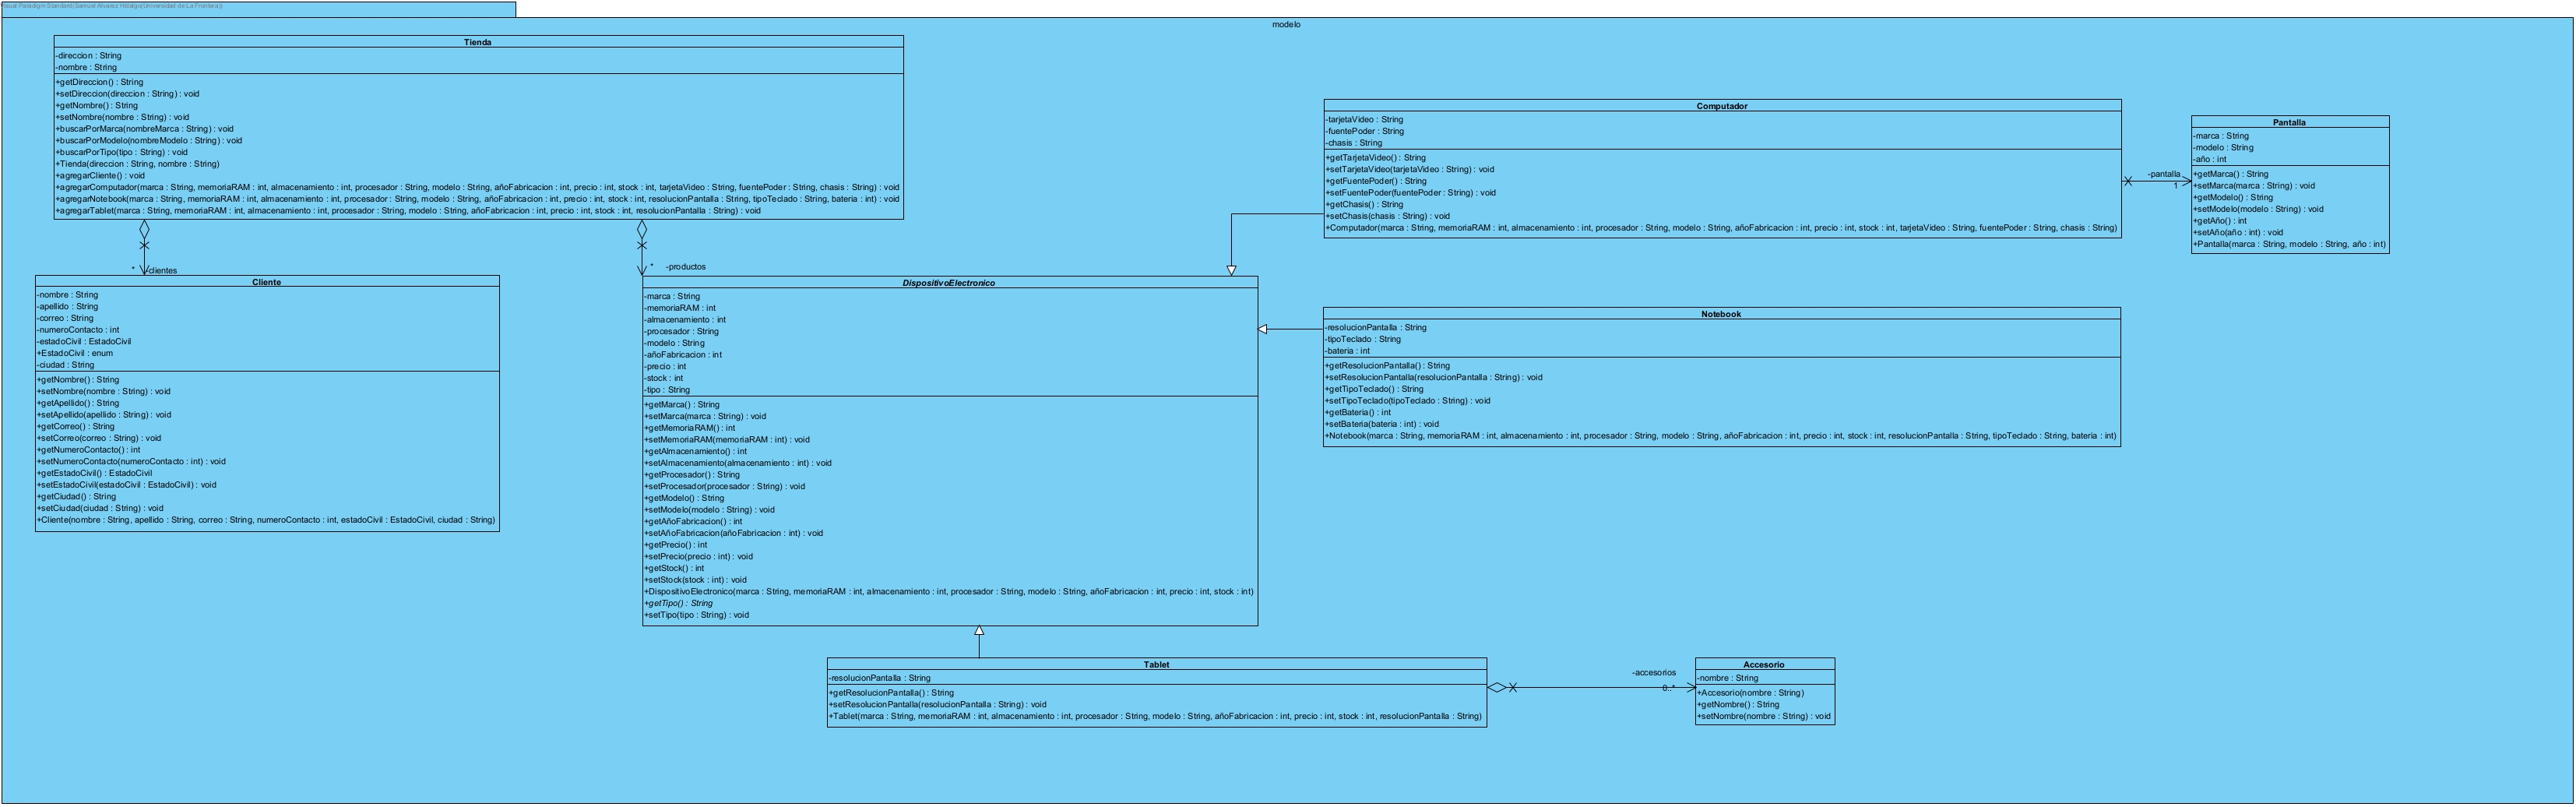 Visual Paradigm Standard(Samuel Alvarez Hidalgo(Universidad de La Frontera))
modelo
Tienda
-direccion : String
-nombre : String
+getDireccion() : String
+setDireccion(direccion : String) : void
+getNombre() : String
+setNombre(nombre : String) : void
+buscarPorMarca(nombreMarca : String) : void
+buscarPorModelo(nombreModelo : String) : void
+buscarPorTipo(tipo : String) : void
+Tienda(direccion : String, nombre : String)
+agregarCliente() : void
+agregarComputador(marca : String, memoriaRAM : int, almacenamiento : int, procesador : String, modelo : String, añoFabricacion : int, precio : int, stock : int, tarjetaVideo : String, fuentePoder : String, chasis : String) : void
+agregarNotebook(marca : String, memoriaRAM : int, almacenamiento : int, procesador : String, modelo : String, añoFabricacion : int, precio : int, stock : int, resolucionPantalla : String, tipoTeclado : String, bateria : int) : void
+agregarTablet(marca : String, memoriaRAM : int, almacenamiento : int, procesador : String, modelo : String, añoFabricacion : int, precio : int, stock : int, resolucionPantalla : String) : void
* -clientes
* -productos
Cliente
-nombre : String
-apellido : String
-correo : String
-numeroContacto : int
-estadoCivil : EstadoCivil
+EstadoCivil : enum
-ciudad : String
+getNombre() : String
+setNombre(nombre : String) : void
+getApellido() : String
+setApellido(apellido : String) : void
+getCorreo() : String
+setCorreo(correo : String) : void
+getNumeroContacto() : int
+setNumeroContacto(numeroContacto : int) : void
+getEstadoCivil() : EstadoCivil
+setEstadoCivil(estadoCivil : EstadoCivil) : void
+getCiudad() : String
+setCiudad(ciudad : String) : void
+Cliente(nombre : String, apellido : String, correo : String, numeroContacto : int, estadoCivil : EstadoCivil, ciudad : String)
DispositivoElectronico
-marca : String
-memoriaRAM : int
-almacenamiento : int
-procesador : String
-modelo : String
-añoFabricacion : int
-precio : int
-stock : int
-tipo : String
+getMarca() : String
+setMarca(marca : String) : void
+getMemoriaRAM() : int
+setMemoriaRAM(memoriaRAM : int) : void
+getAlmacenamiento() : int
+setAlmacenamiento(almacenamiento : int) : void
+getProcesador() : String
+setProcesador(procesador : String) : void
+getModelo() : String
+setModelo(modelo : String) : void
+getAñoFabricacion() : int
+setAñoFabricacion(añoFabricacion : int) : void
+getPrecio() : int
+setPrecio(precio : int) : void
+getStock() : int
+setStock(stock : int) : void
+DispositivoElectronico(marca : String, memoriaRAM : int, almacenamiento : int, procesador : String, modelo : String, añoFabricacion : int, precio : int, stock : int)
+getTipo() : String
+setTipo(tipo : String) : void
Computador
-tarjetaVideo : String
-fuentePoder : String
-chasis : String
+getTarjetaVideo() : String
+setTarjetaVideo(tarjetaVideo : String) : void
+getFuentePoder() : String
+setFuentePoder(fuentePoder : String) : void
+getChasis() : String
+setChasis(chasis : String) : void
+Computador(marca : String, memoriaRAM : int, almacenamiento : int, procesador : String, modelo : String, añoFabricacion : int, precio : int, stock : int, tarjetaVideo : String, fuentePoder : String, chasis : String)
-pantalla
1
Pantalla
-marca : String
-modelo : String
-año : int
+getMarca() : String
+setMarca(marca : String) : void
+getModelo() : String
+setModelo(modelo : String) : void
+getAño() : int
+setAño(año : int) : void
+Pantalla(marca : String, modelo : String, año : int)
Notebook
-resolucionPantalla : String
-tipoTeclado : String
-bateria : int
+getResolucionPantalla() : String
+setResolucionPantalla(resolucionPantalla : String) : void
+getTipoTeclado() : String
+setTipoTeclado(tipoTeclado : String) : void
+getBateria() : int
+setBateria(bateria : int) : void
+Notebook(marca : String, memoriaRAM : int, almacenamiento : int, procesador : String, modelo : String, añoFabricacion : int, precio : int, stock : int, resolucionPantalla : String, tipoTeclado : String, bateria : int)
Tablet
-resolucionPantalla : String
+getResolucionPantalla() : String
+setResolucionPantalla(resolucionPantalla : String) : void
+Tablet(marca : String, memoriaRAM : int, almacenamiento : int, procesador : String, modelo : String, añoFabricacion : int, precio : int, stock : int, resolucionPantalla : String)
-accesorios
0..*
Accesorio
-nombre : String
+Accesorio(nombre : String)
+getNombre() : String
+setNombre(nombre : String) : void